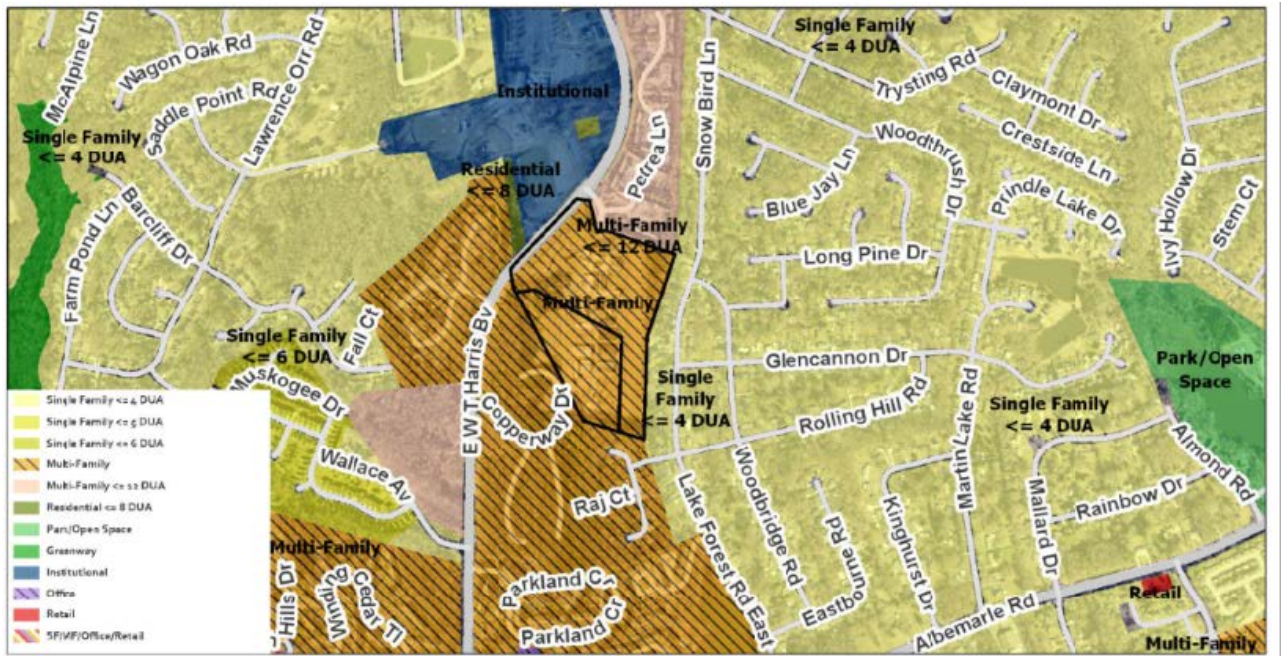 McAlpine Ln
Wagon Oak Rd
Saddle Point Rd
Lawrence Orr Rd
Single Family
<= 4 DUA
Institutional
Petrea Ln
Snow Bird Ln
Single Family
<= 4 DUA
Trysting Rd
Claymont Dr
Crestside Ln
Woodthrush Dr
Blue Jay Ln
Prindle Lake Dr
Ivy Hollow Dr
Stem Ct
Residential
<= 8 DUA
Barcliff Dr
Farm Pond Ln
Multi-Family
<= 12 DUA
Long Pine Dr
Multi-Family
Single Family
<= 6 DUA
Fall Ct
E W.T. Harris Bv
Copperway Dr
Glencannon Dr
Park/Open
Space
Single
Family
<= 4 DUA
Rolling Hill Rd
Martin Lake Rd
Single Family
<= 4 DUA
Muskogee Dr
Wallace Av
Raj Ct
Lake Forest Rd East
Woodbridge Rd
Eastbourne Rd
Kinghurst Dr
Mallard Dr
Rainbow Dr
Almond Rd
Multi-Family
Hills Dr
Winding Cedar Tl
Parkland Cr
Parkland Cr
Albemarle Rd
Retail
Multi-Family
Single Family <= 4 DUA
Single Family <= 5 DUA
Single Family <= 6 DUA
Multi-Family
Multi-Family <= 12 DUA
Residential <= 8 DUA
Park/Open Space
Greenway
Institutional
Office
Retail
SF/MF/Office/Retail